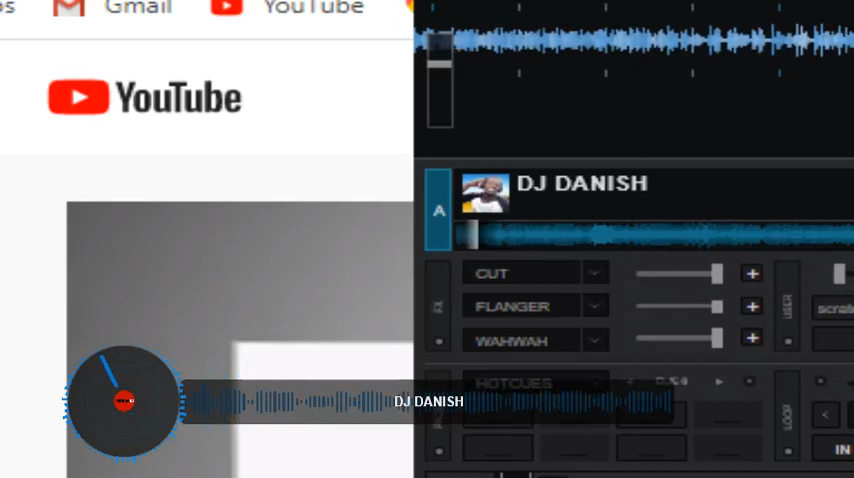 Gmail
YouTube
YouTube
DJ DANISH
A
CUT
FX
FLANGER
USER
WAHWAH
HOTCUES
DJ DANISH
LOOP
<
IN